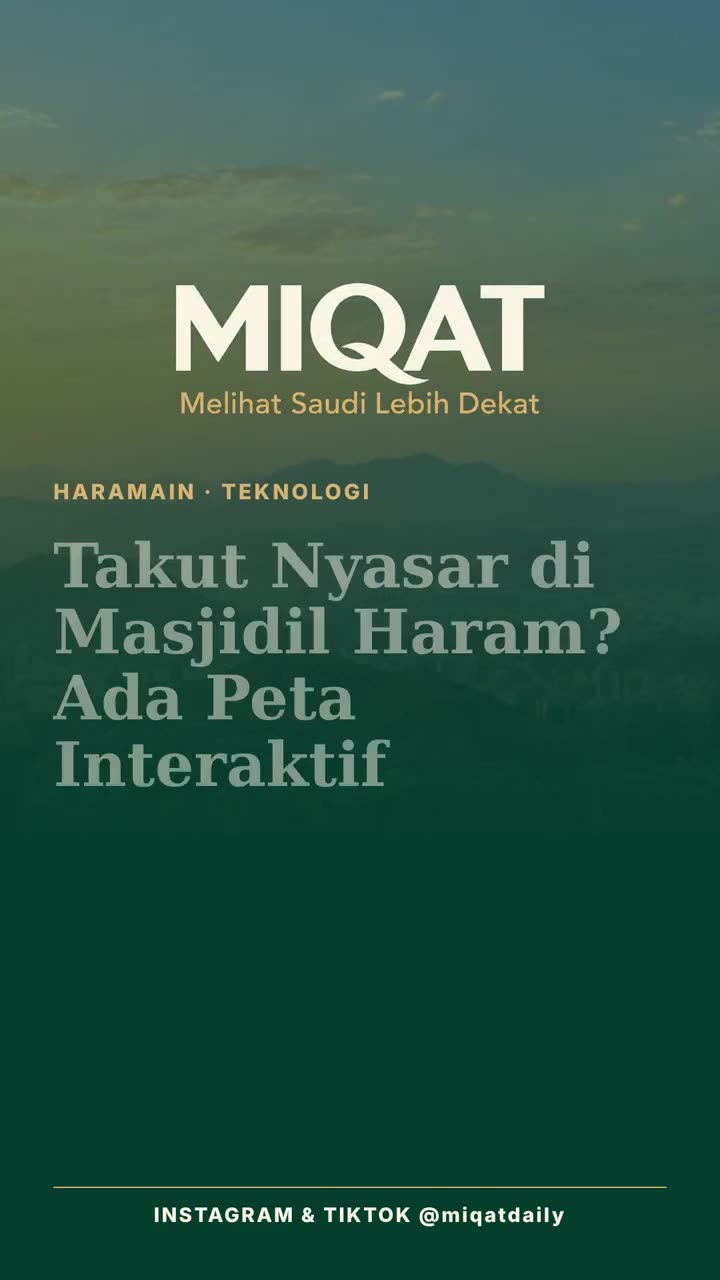 MIQAT
Melihat Saudi Lebih Dekat
HARAMAIN · TEKNOLOGI
Takut Nyasar di
Masjidil Haram?
Ada Peta
Interaktif
INSTAGRAM & TIKTOK @miqatdaily